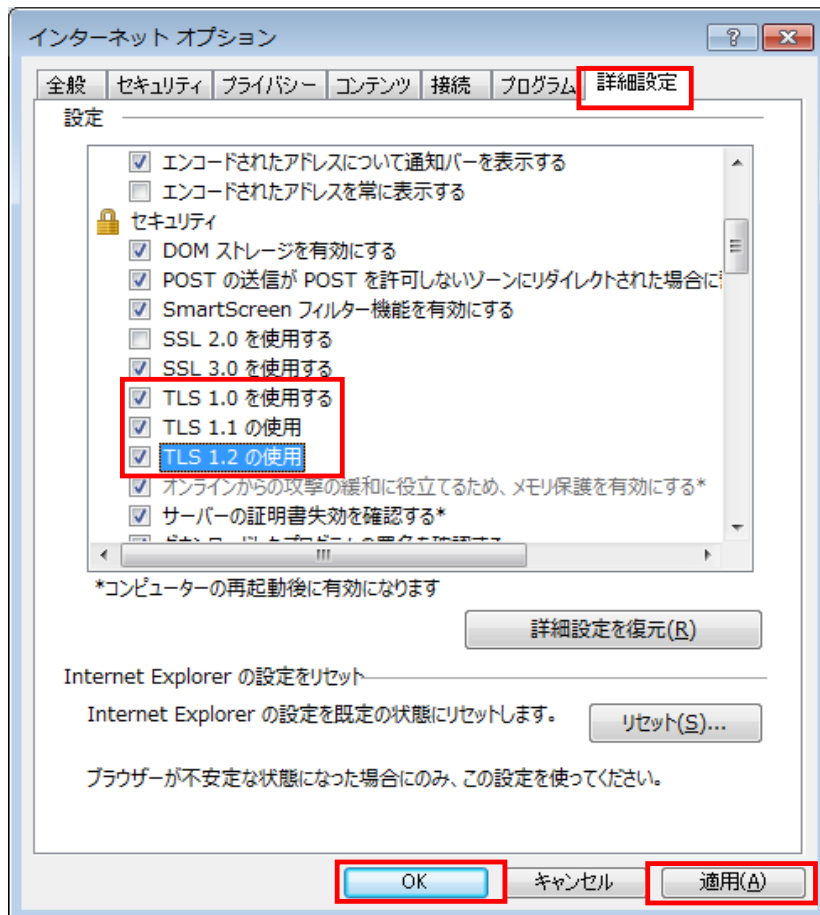 インターネット オプション
全般 セキュリティ プライバシー コンテンツ 接続 プログラム 詳細設定
設定
エンコードされたアドレスについて通知バーを表示する
エンコードされたアドレスを常に表示する
セキュリティ
DOM ストレージを有効にする
POST の送信が POST を許可しないゾーンにリダイレクトされた場合に
SmartScreen フィルター機能を有効にする
SSL 2.0 を使用する
SSL 3.0 を使用する
TLS 1.0 を使用する
TLS 1.1 の使用
TLS 1.2 の使用
オンラインからの攻撃の緩和に役立てるため、メモリ保護を有効にする*
サーバーの証明書失効を確認する*
*コンピューターの再起動後に有効になります
詳細設定を復元(R)
Internet Explorer の設定をリセット
Internet Explorer の設定を既定の状態にリセットします。
リセット(S)...
ブラウザーが不安定な状態になった場合にのみ、この設定を使ってください。
OK キャンセル 適用(A)